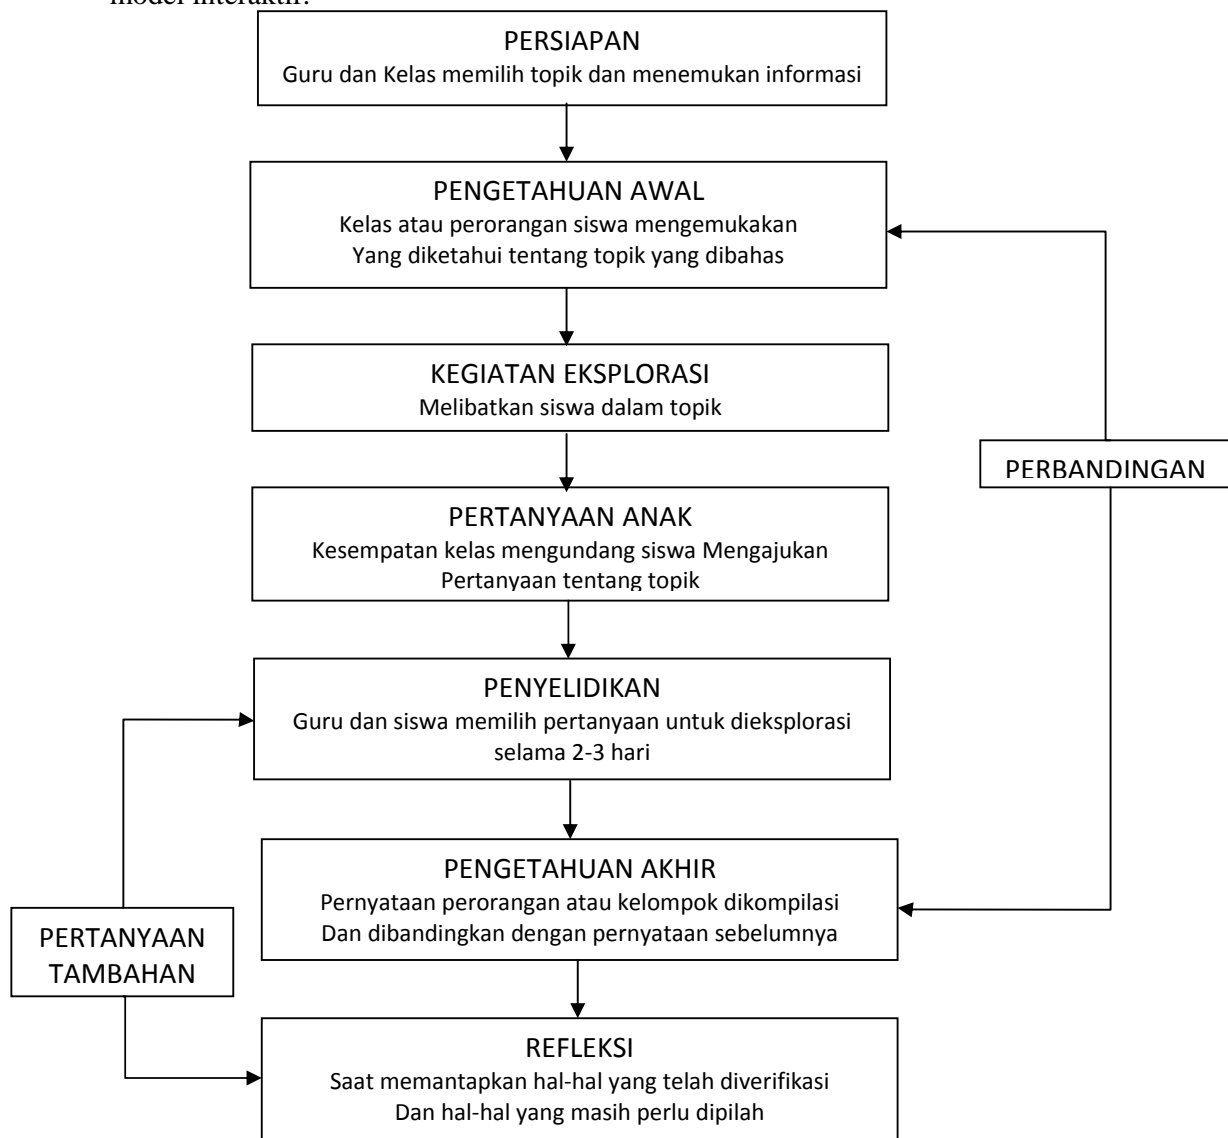 model interaktif.
PERSIAPAN
Guru dan Kelas memilih topik dan menemukan informasi
PENGETAHUAN AWAL
Kelas atau perorangan siswa mengemukakan
Yang diketahui tentang topik yang dibahas
KEGIATAN EKSPLORASI
Melibatkan siswa dalam topik
PERBANDINGAN
PERTANYAAN ANAK
Kesempatan kelas mengundang siswa Mengajukan
Pertanyaan tentang topik
PENYELIDIKAN
Guru dan siswa memilih pertanyaan untuk dieksplorasi
selama 2-3 hari
PENGETAHUAN AKHIR
Pernyataan perorangan atau kelompok dikompilasi
Dan dibandingkan dengan pernyataan sebelumnya
PERTANYAAN
TAMBAHAN
REFLEKSI
Saat memantapkan hal-hal yang telah diverifikasi
Dan hal-hal yang masih perlu dipilah